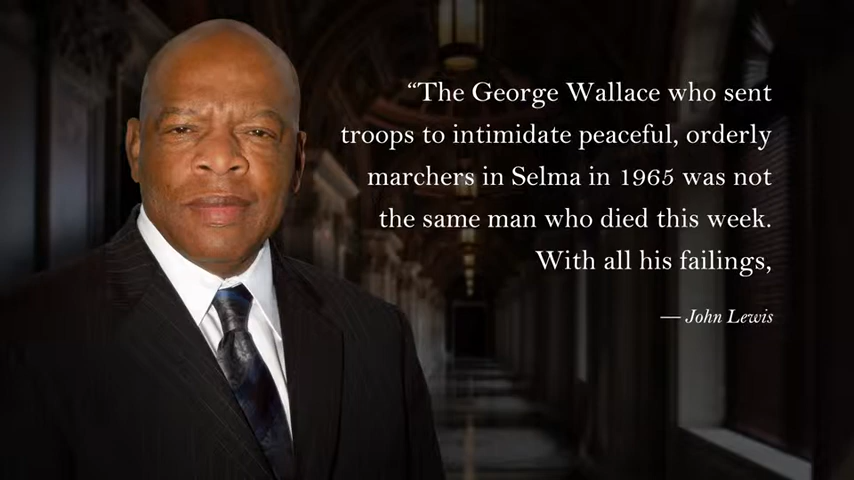 “The George Wallace who sent
troops to intimidate peaceful, orderly
marchers in Selma in 1965 was not
the same man who died this week.
With all his failings,
— John Lewis